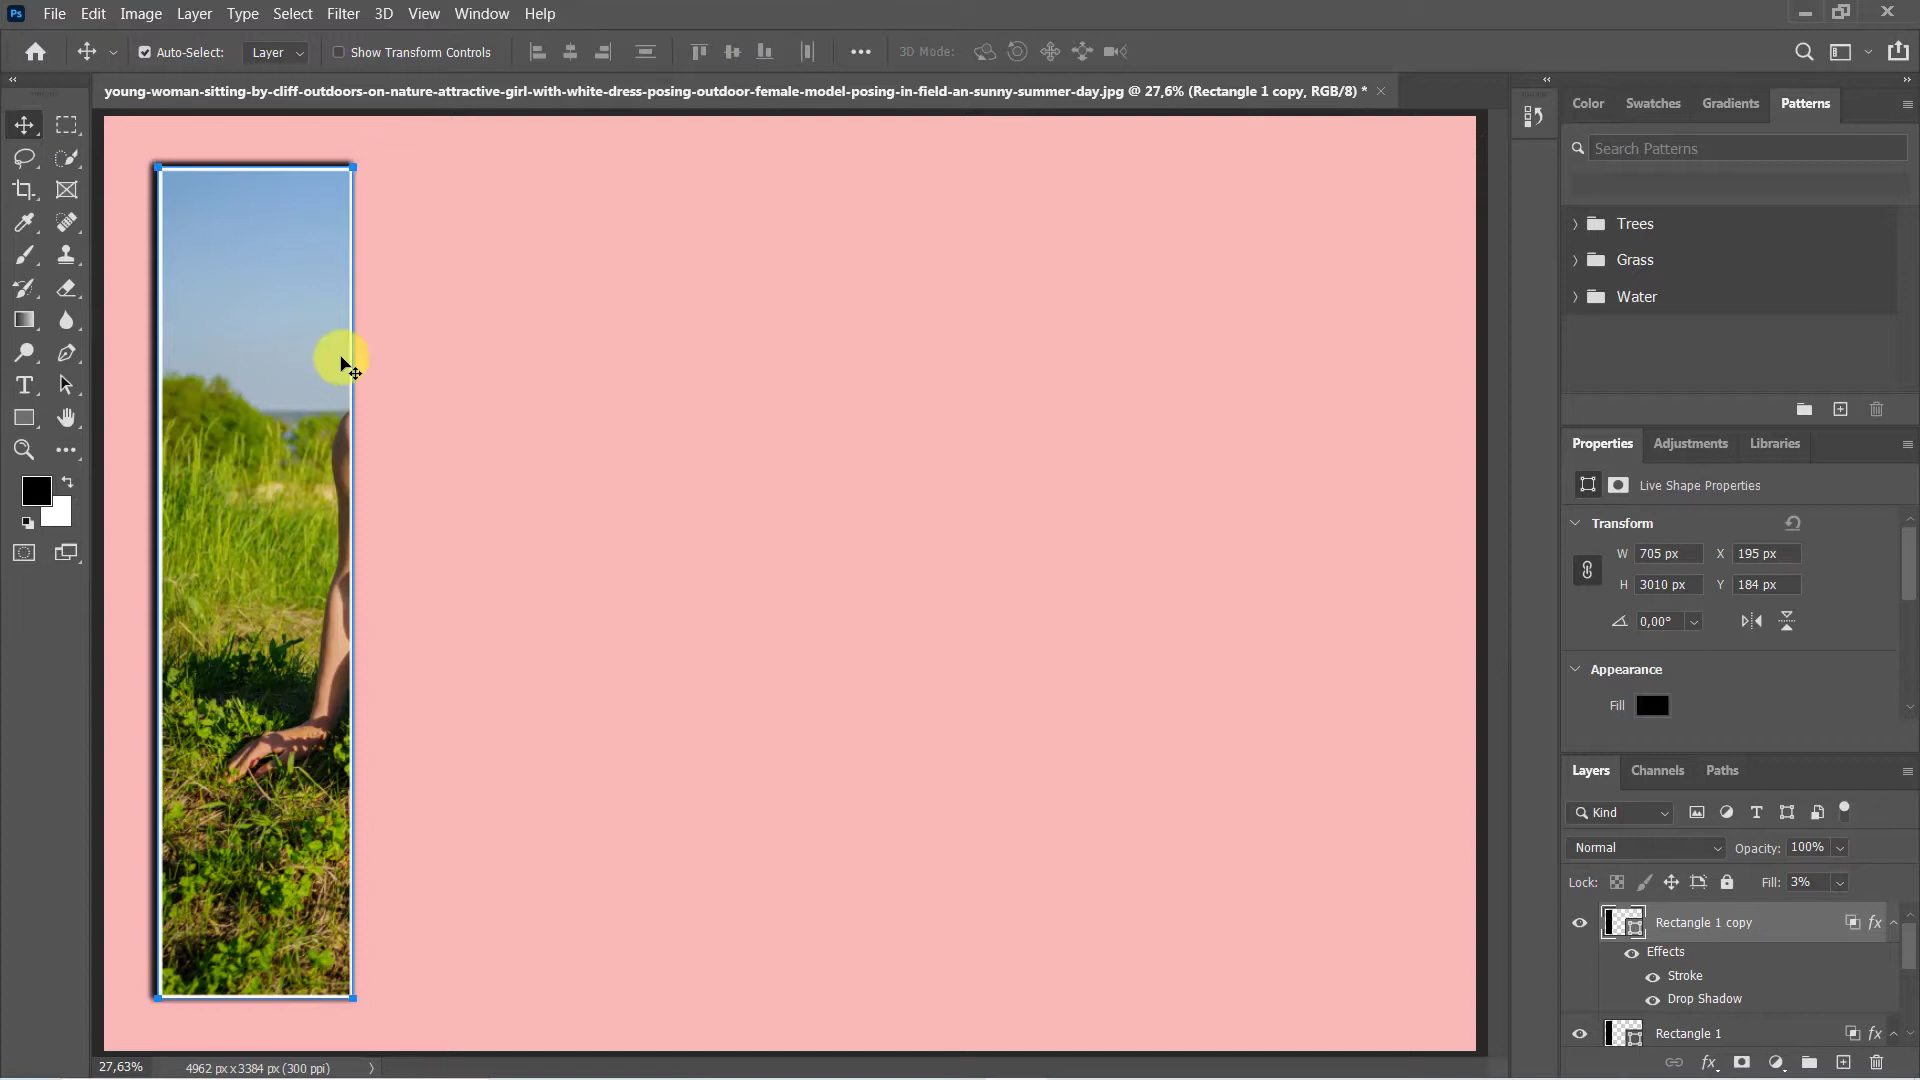 Ps File Edit Image Layer Type Select Filter 3D View Window Help
Auto-Select: Layer Show Transform Controls 3D Mode:
young-woman-sitting-by-cliff-outdoors-on-nature-attractive-girl-with-white-dress-posing-outdoor-female-model-posing-in-field-an-sunny-summer-day.jpg @ 27,6% (Rectangle 1 copy, RGB/8) *
Color Swatches Gradients Patterns
Search Patterns
Trees
Grass
Water
Properties Adjustments Libraries
Live Shape Properties
Transform
W 705 px X 195 px
H 3010 px Y 184 px
0,00°
Appearance
Fill
Layers Channels Paths
Kind
Normal Opacity: 100%
Lock: Fill: 3%
Rectangle 1 copy fx
Effects
Stroke
Drop Shadow
Rectangle 1 fx
fx
27,63% 4962 px x 3384 px (300 ppi)